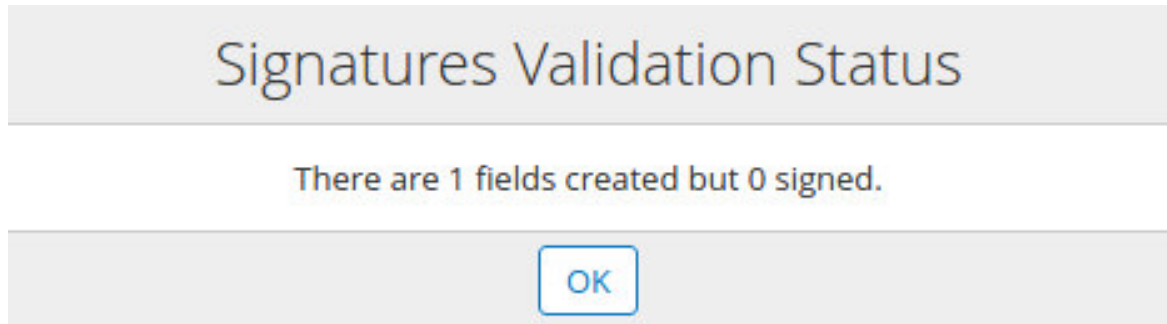 Signatures Validation Status
There are 1 fields created but 0 signed.
OK